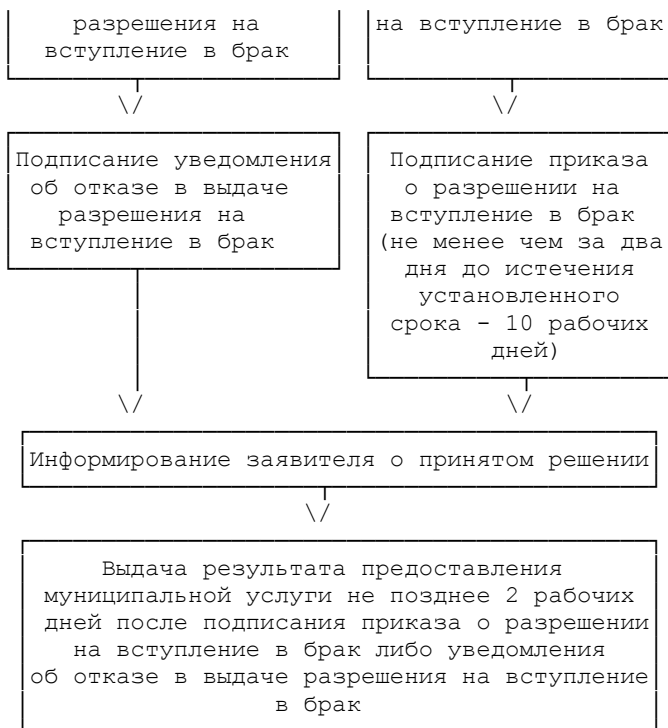 разрешения на
вступление в брак
на вступление в брак
Подписание уведомления
об отказе в выдаче
разрешения на
вступление в брак
Подписание приказа
о разрешении на
вступление в брак
(не менее чем за два
дня до истечения
установленного
срока - 10 рабочих
дней)
Информирование заявителя о принятом решении
Выдача результата предоставления
муниципальной услуги не позднее 2 рабочих
дней после подписания приказа о разрешении
на вступление в брак либо уведомления
об отказе в выдаче разрешения на вступление
в брак